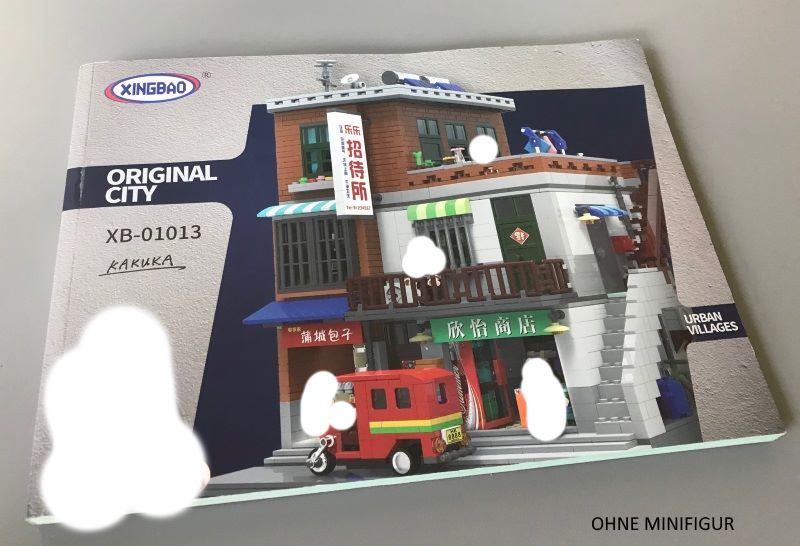 XINGBAO®
ORIGINAL
CITY
XB-01013
KAKUKA
乐乐
招待所
蒲城包子
欣怡商店
URBAN
VILLAGES
OHNE MINIFIGUR